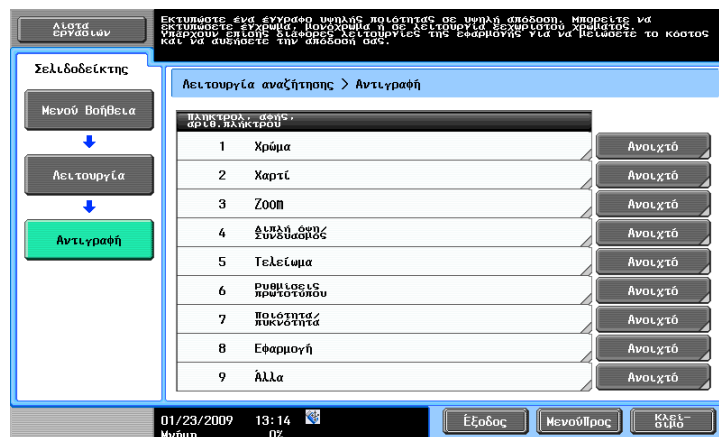 Λίστα
εργασιών
Εκτυπώστε ένα έγγραφο υψηλής ποιότητας σε υψηλή απόδοση. Μπορείτε να
εκτυπώσετε έγχρωμα, μονόχρωμα ή σε λειτουργία ξεχωριστού χρώματος.
Υπάρχουν επίσης διάφορες λειτουργίες της εφαρμογής για να μειώσετε το κόστος
και να αυξήσετε την απόδοσή σας.
Σελιδοδείκτης
Μενού Βοήθεια
Λειτουργία
Αντιγραφή
Λειτουργία αναζήτησης > Αντιγραφή
Πληκτρολ. αφής,
αριθ.πλήκτρου
1 Χρώμα Ανοιχτό
2 Χαρτί Ανοιχτό
3 Zoom Ανοιχτό
4 Διπλή όψη/
Συνδυασμός Ανοιχτό
5 Τελείωμα Ανοιχτό
6 Ρυθμίσεις
πρωτοτύπου Ανοιχτό
7 Ποιότητα/
πυκνότητα Ανοιχτό
8 Εφαρμογή Ανοιχτό
9 Άλλα Ανοιχτό
01/23/2009 13:14
Μνήμη 0%
Έξοδος
ΜενούΠρος
Κλεί-
σιμο